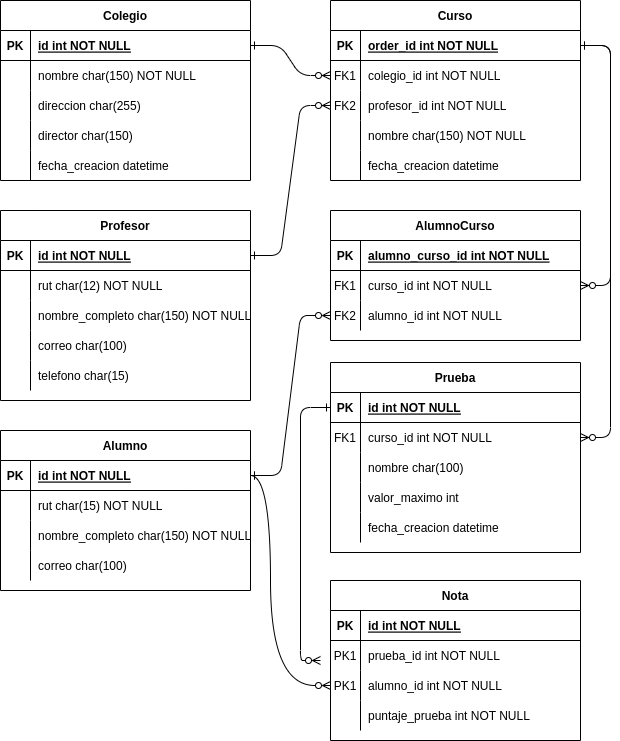 Colegio
PK id int NOT NULL
nombre char(150) NOT NULL
direccion char(255)
director char(150)
fecha_creacion datetime
Profesor
PK id int NOT NULL
rut char(12) NOT NULL
nombre_completo char(150) NOT NULL
correo char(100)
telefono char(15)
Alumno
PK id int NOT NULL
rut char(15) NOT NULL
nombre_completo char(150) NOT NULL
correo char(100)
Curso
PK order_id int NOT NULL
FK1 colegio_id int NOT NULL
FK2 profesor_id int NOT NULL
nombre char(150) NOT NULL
fecha_creacion datetime
AlumnoCurso
PK alumno_curso_id int NOT NULL
FK1 curso_id int NOT NULL
FK2 alumno_id int NOT NULL
Prueba
PK id int NOT NULL
FK1 curso_id int NOT NULL
nombre char(100)
valor_maximo int
fecha_creacion datetime
Nota
PK id int NOT NULL
PK1 prueba_id int NOT NULL
PK1 alumno_id int NOT NULL
puntaje_prueba int NOT NULL